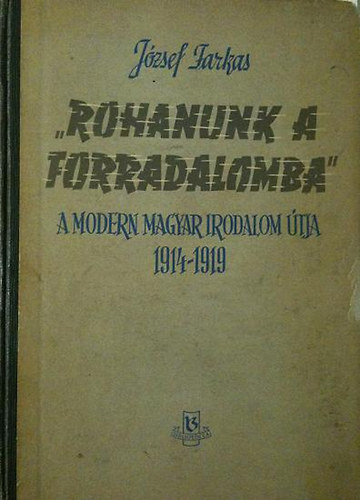 József Farkas
„ROHANUNK A
FORRADALOMBA"
A MODERN MAGYAR IRODALOM ÚTJA
1914-1919